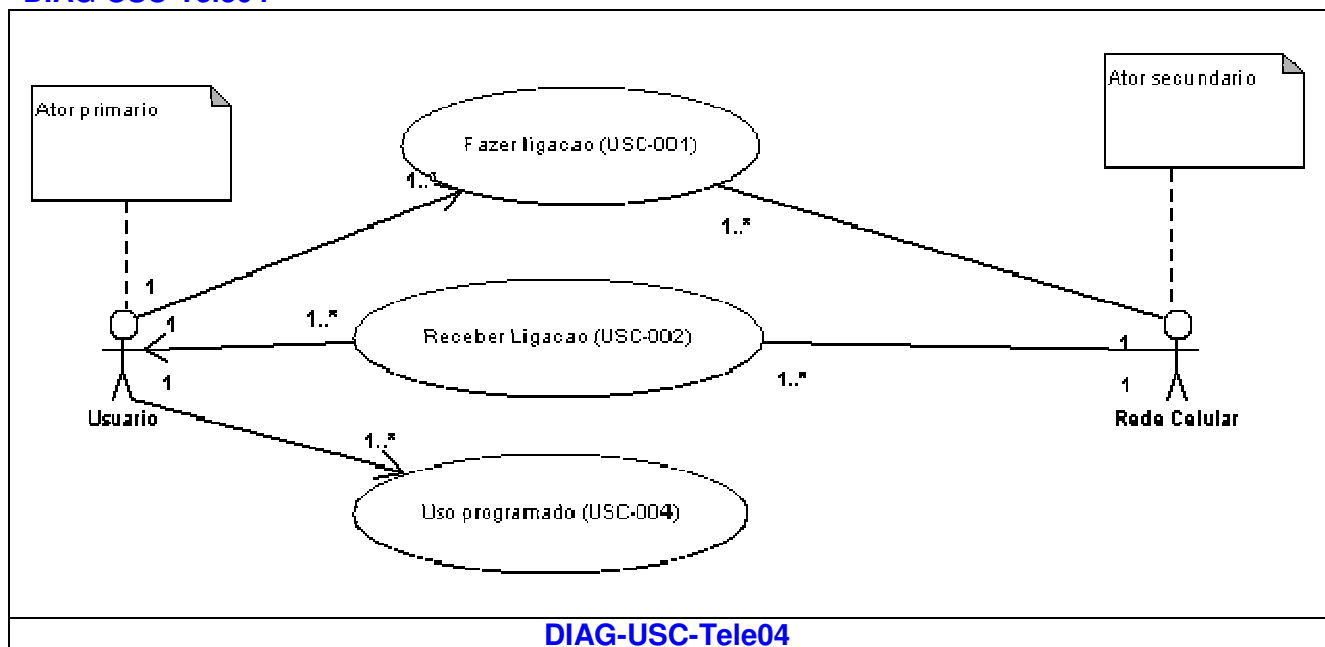 Ator primario
Ator secundario
Fazer ligacao (USC-001)
1..*
1..*
1
1
1..*
Receber Ligacao (USC-002)
1
1..*
1
1
1..*
Usuario
Rede Celular
Uso programado (USC-004)
DIAG-USC-Tele04